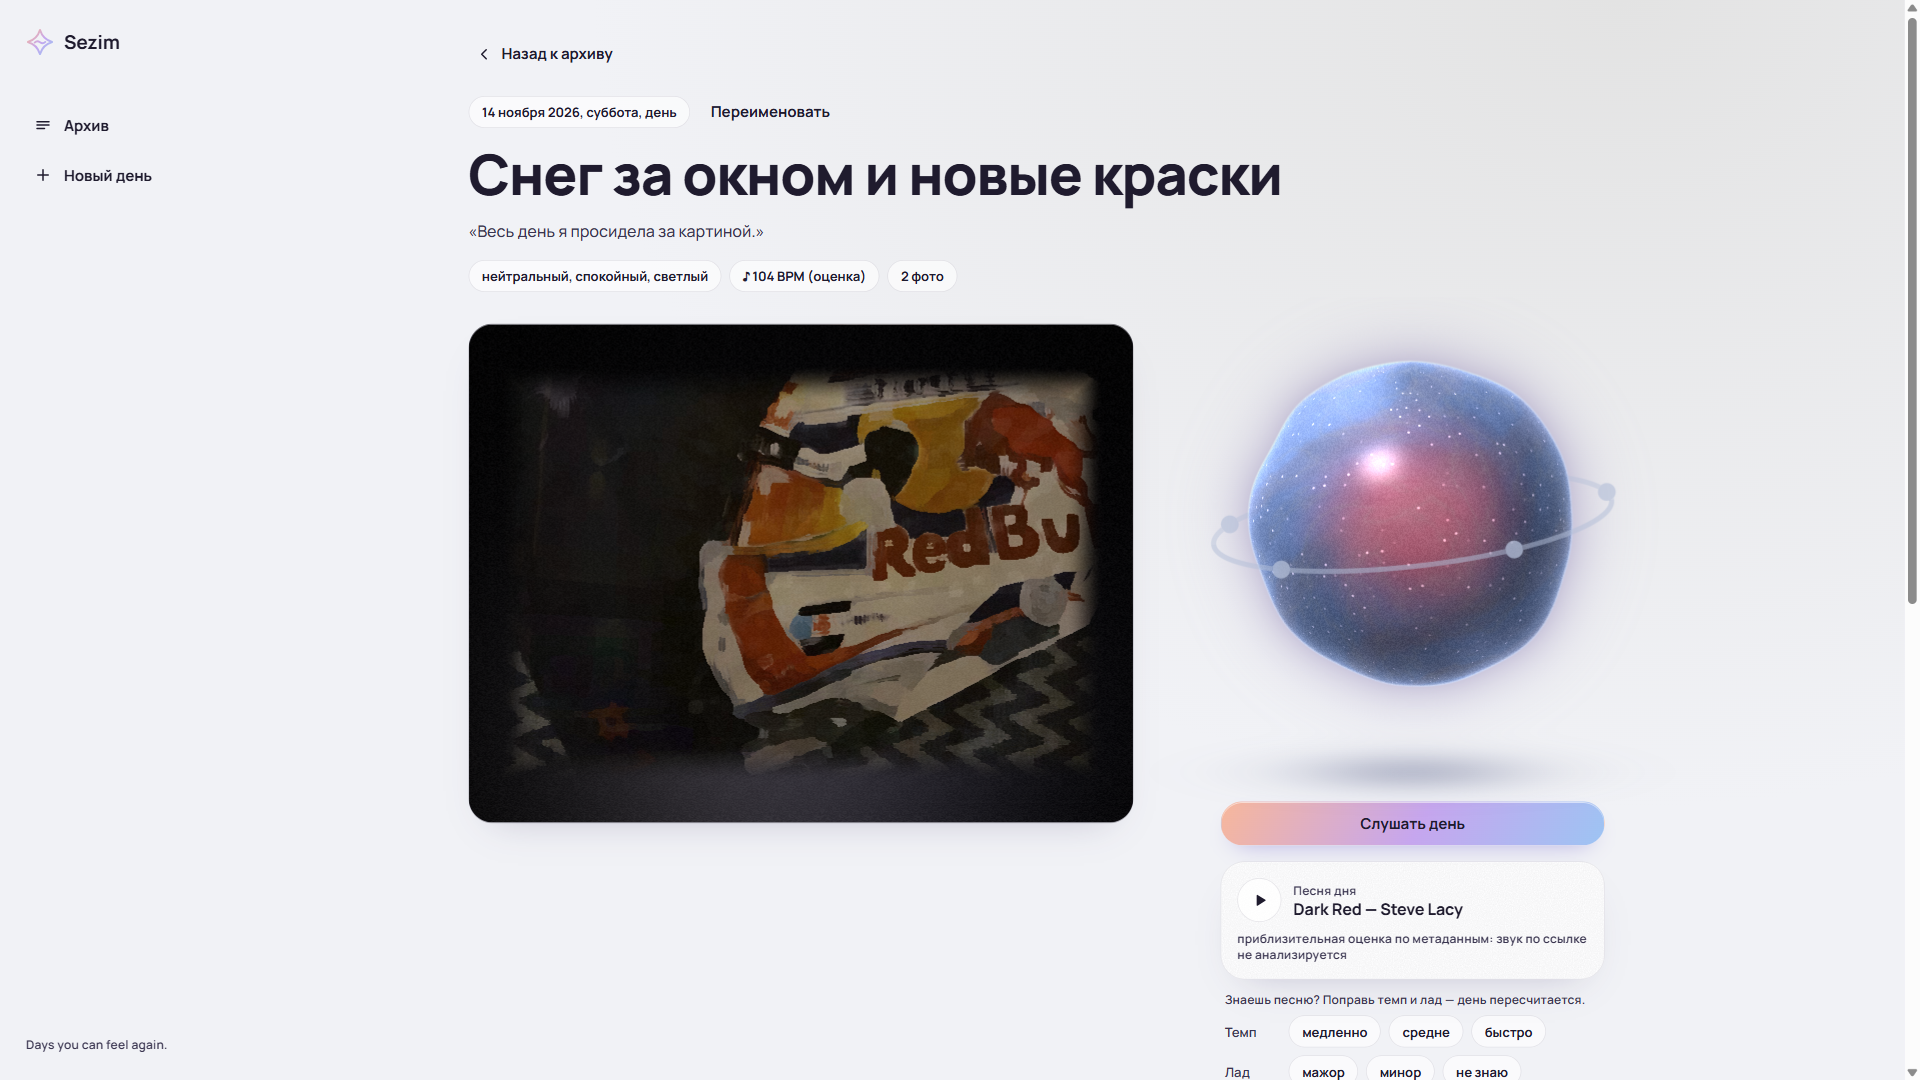 Sezim
Архив
Новый день
Days you can feel again.
Назад к архиву
14 ноября 2026, суббота, день
Переименовать
Снег за окном и новые краски
«Весь день я просидела за картиной.»
нейтральный, спокойный, светлый
♪ 104 BPM (оценка)
2 фото
RedBu
Слушать день
Песня дня
Dark Red — Steve Lacy
приблизительная оценка по метаданным: звук по ссылке
не анализируется
Знаешь песню? Поправь темп и лад — день пересчитается.
Темп
медленно
средне
быстро
Лад
мажор
минор
не знаю